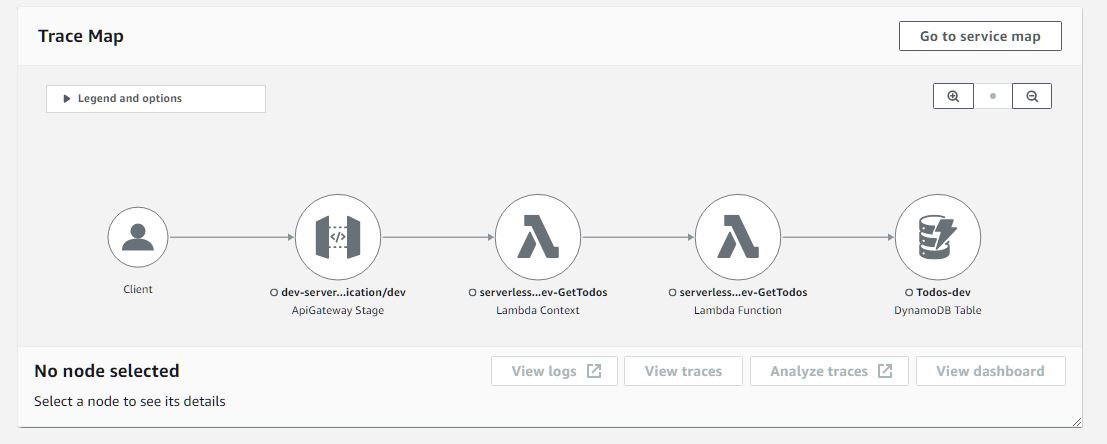 Trace Map
Go to service map
Legend and options
</>
Client
dev-server...ication/dev
ApiGateway Stage
serverless...ev-GetTodos
Lambda Context
serverless...ev-GetTodos
Lambda Function
Todos-dev
DynamoDB Table
No node selected
View logs
View traces
Analyze traces
View dashboard
Select a node to see its details